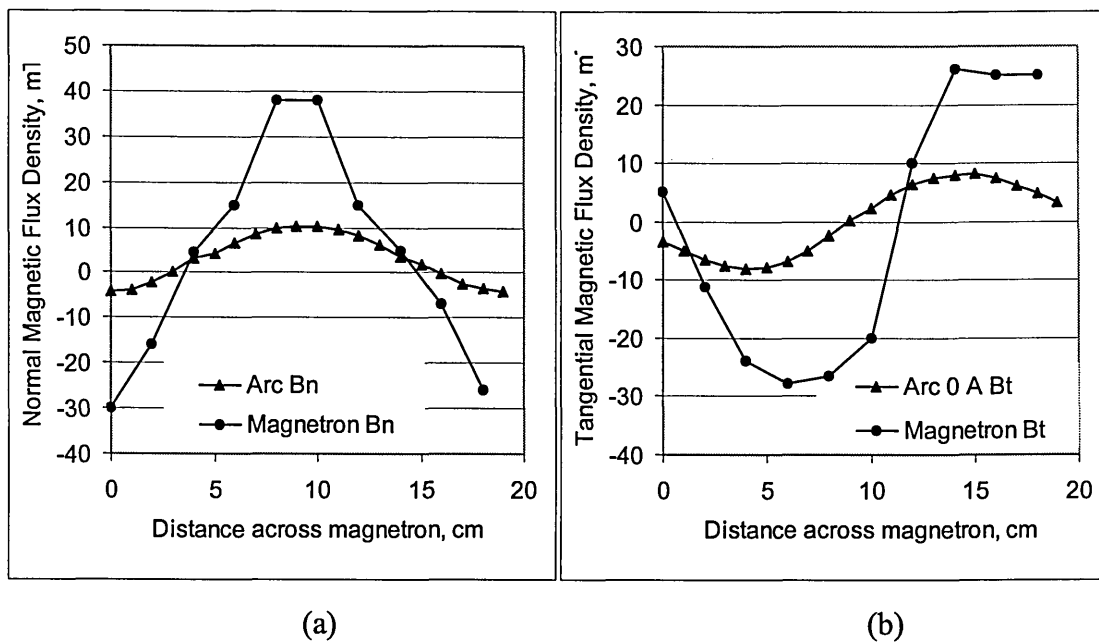 Normal Magnetic Flux Density, mT
50
40
30
20
10
0
-10
-20
-30
-40
Arc Bn
Magnetron Bn
0
5
10
15
20
Distance across magnetron, cm
(a)
Tangential Magnetic Flux Density, m
30
20
10
0
-10
-20
-30
-40
Arc 0 A Bt
Magnetron Bt
0
5
10
15
20
Distance across magnetron, cm
(b)